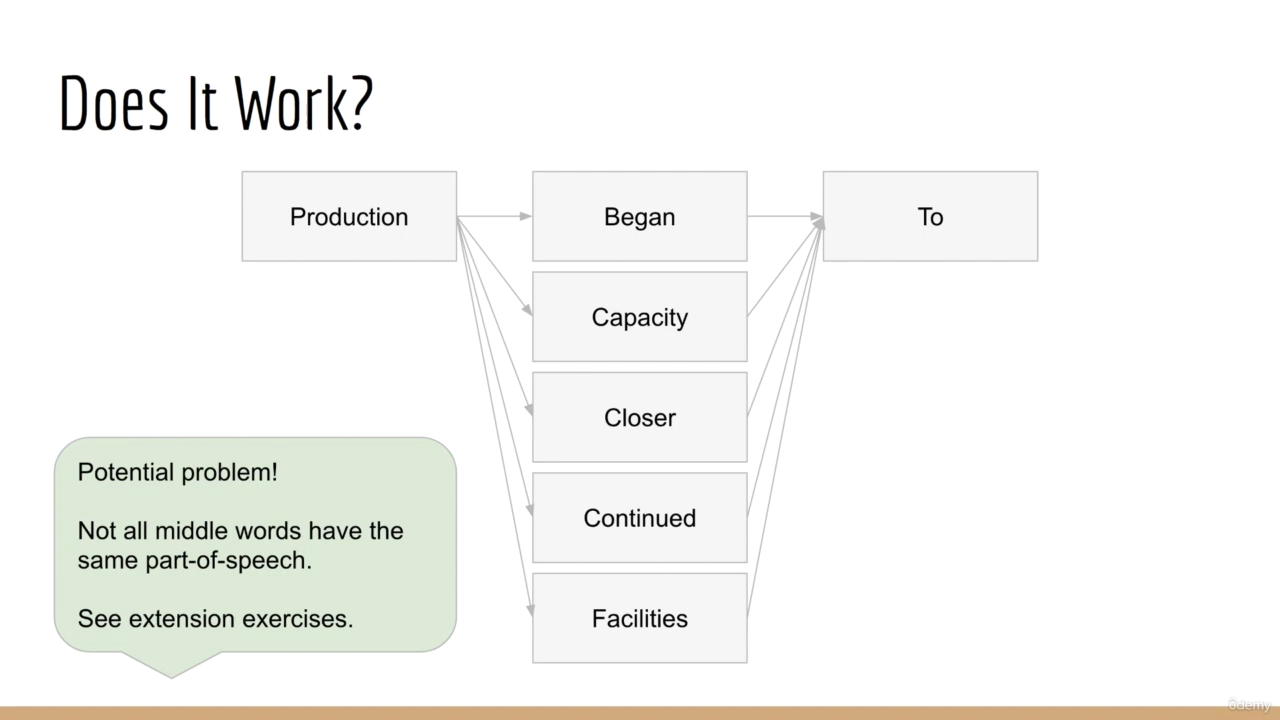 Does It Work?
Production
Began
To
Capacity
Closer
Continued
Facilities
Potential problem!
Not all middle words have the
same part-of-speech.
See extension exercises.
ûdemy